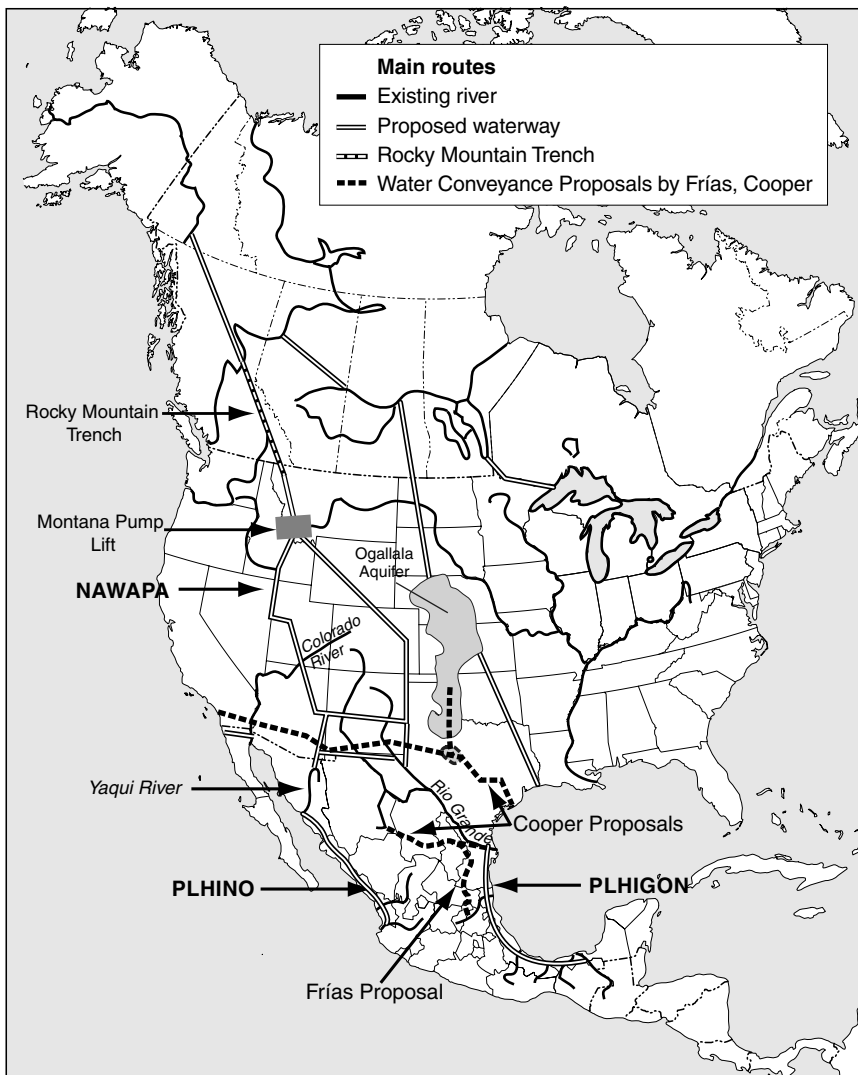 Main routes
Existing river
Proposed waterway
Rocky Mountain Trench
Water Conveyance Proposals by Frías, Cooper
Rocky Mountain
Trench
Montana Pump
Lift
Ogallala
Aquifer
NAWAPA
Colorado
River
Yaqui River
Rio Grande
Cooper Proposals
PLHINO
PLHIGON
Frías Proposal